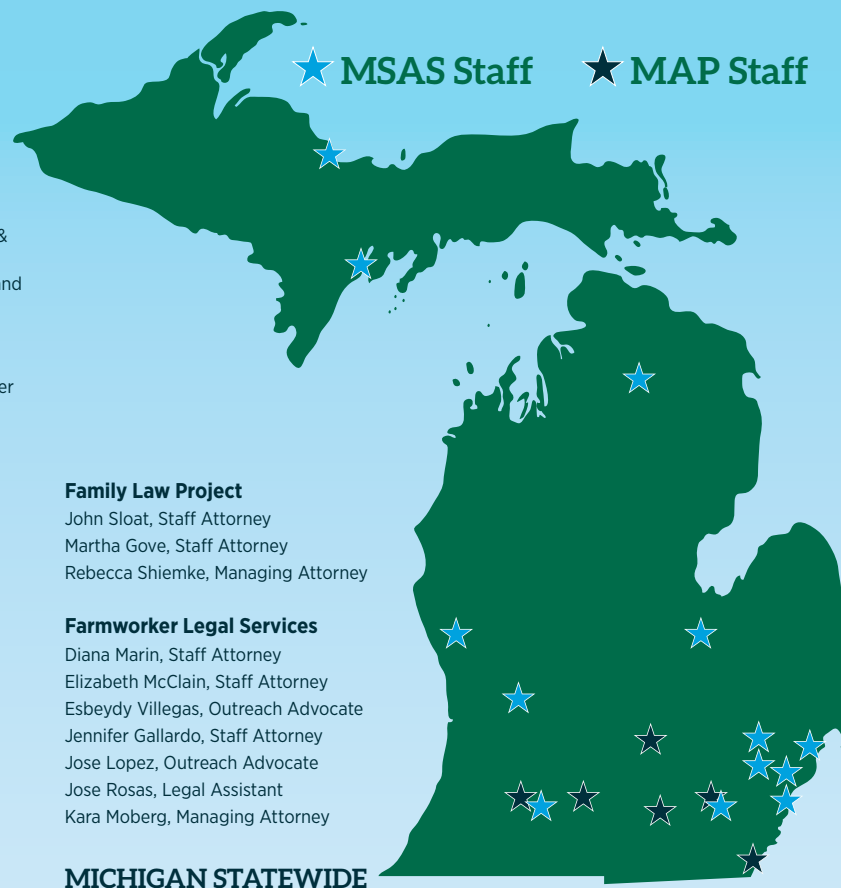 MSAS Staff
MAP Staff
&
er
Family Law Project
John Sloat, Staff Attorney
Martha Gove, Staff Attorney
Rebecca Shiemke, Managing Attorney
Farmworker Legal Services
Diana Marin, Staff Attorney
Elizabeth McClain, Staff Attorney
Esbeydy Villegas, Outreach Advocate
Jennifer Gallardo, Staff Attorney
Jose Lopez, Outreach Advocate
Jose Rosas, Legal Assistant
Kara Moberg, Managing Attorney
MICHIGAN STATEWIDE